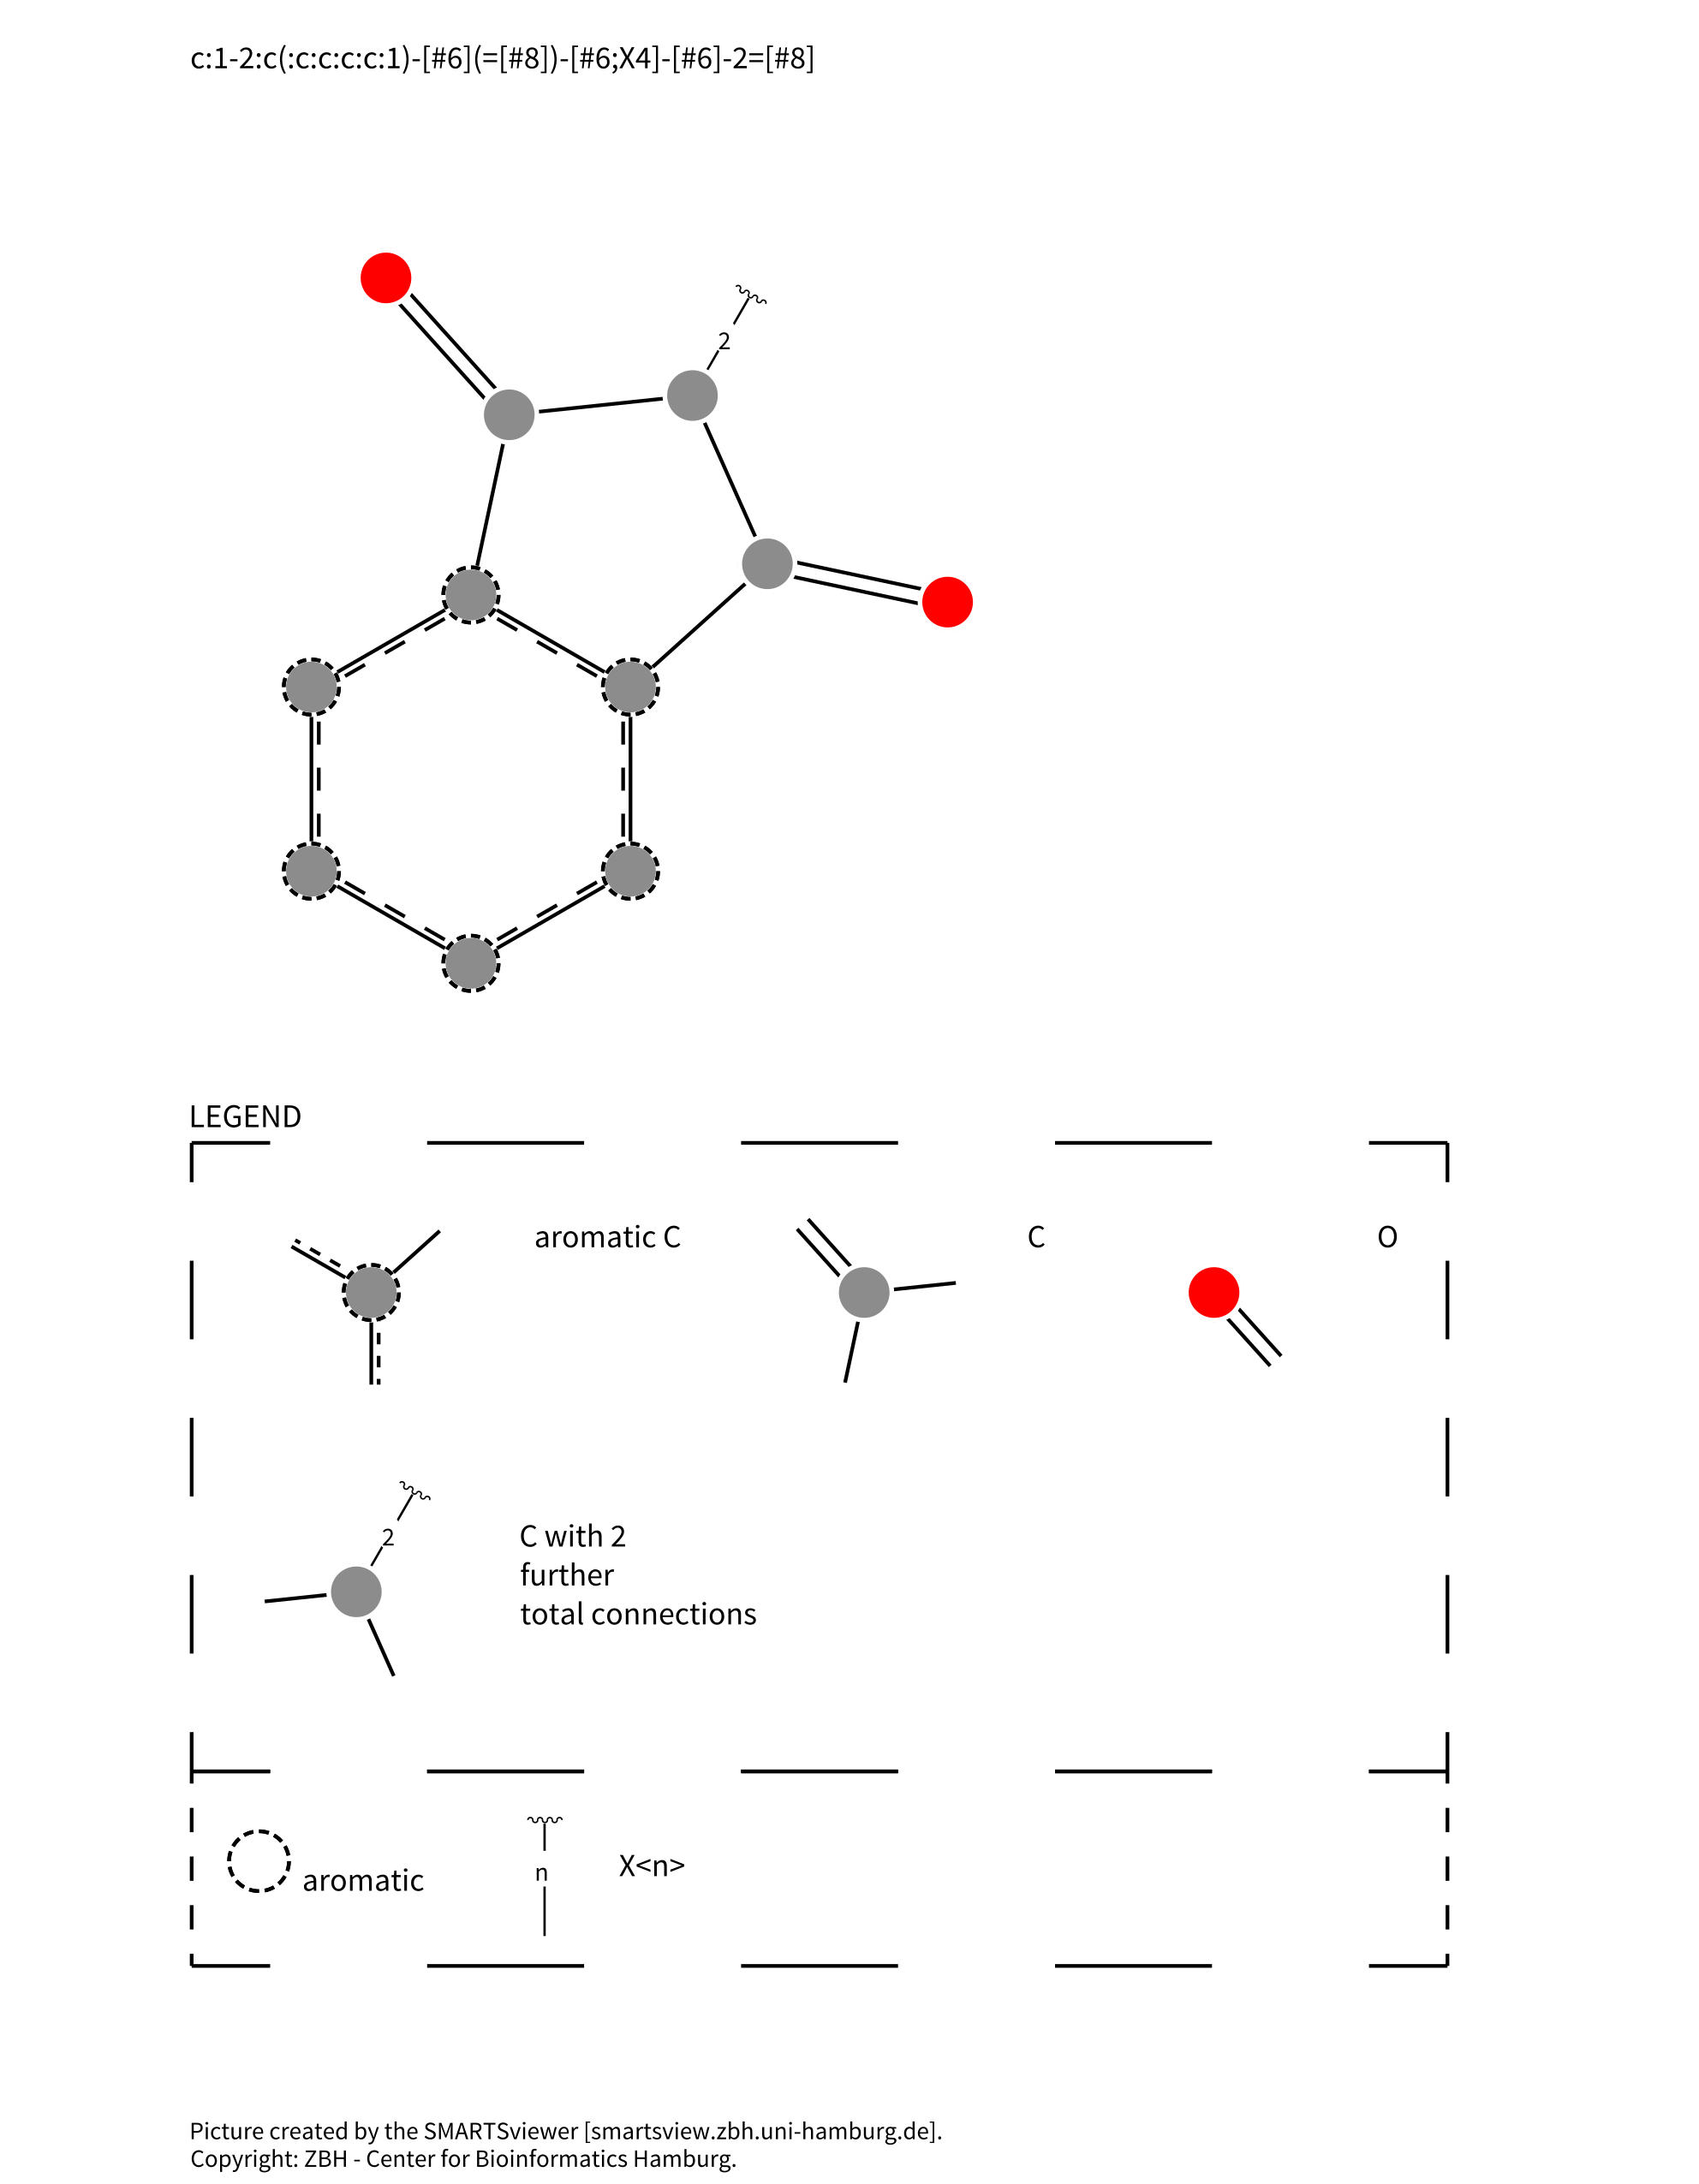 c:1-2:c(:c:c:c:c:1)-[#6](=[#8])-[#6;X4]-[#6]-2=[#8]
2
LEGEND
aromatic C
C
O
2
C with 2
further
total connections
aromatic
n
X<n>
Picture created by the SMARTSviewer [smartsview.zbh.uni-hamburg.de].
Copyright: ZBH - Center for Bioinformatics Hamburg.